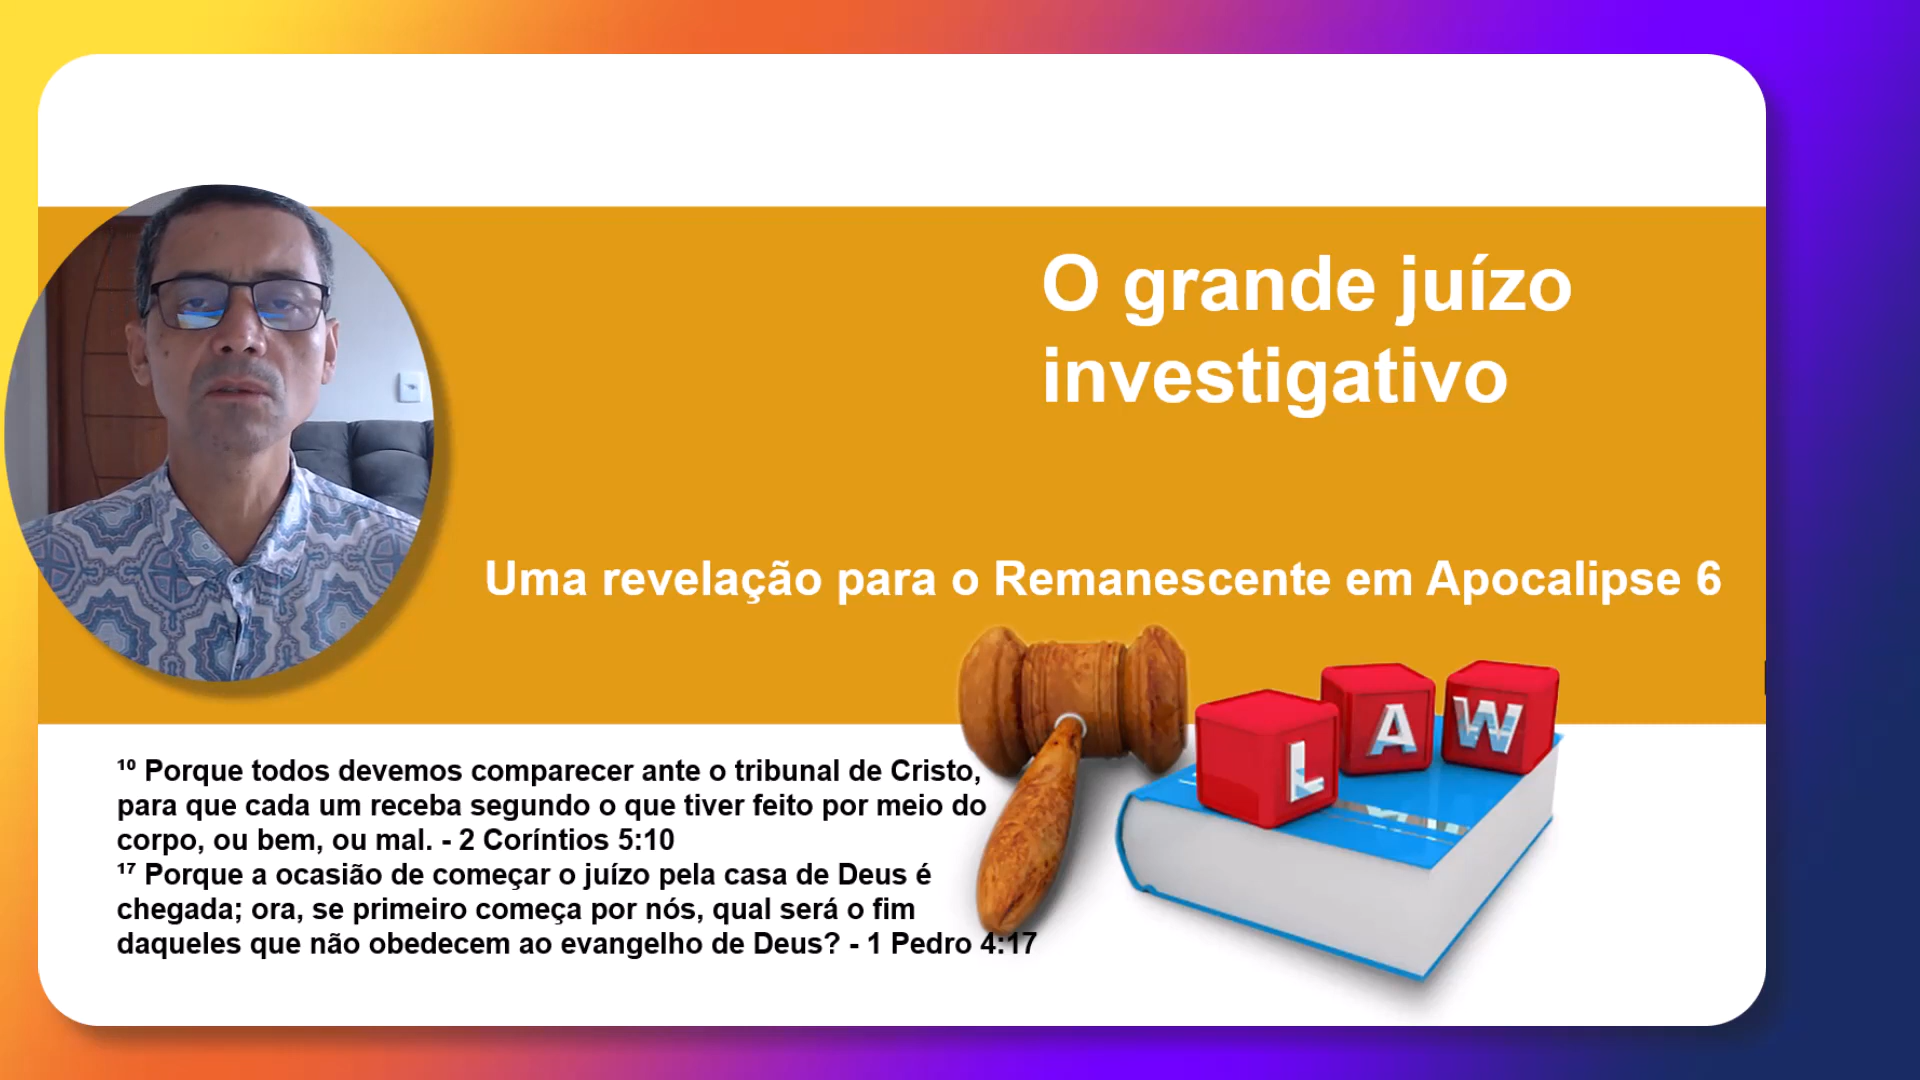 O grande juízo
investigativo
Uma revelação para o Remanescente em Apocalipse 6
L A W
¹⁰ Porque todos devemos comparecer ante o tribunal de Cristo,
para que cada um receba segundo o que tiver feito por meio do
corpo, ou bem, ou mal. - 2 Coríntios 5:10
¹⁷ Porque a ocasião de começar o juízo pela casa de Deus é
chegada; ora, se primeiro começa por nós, qual será o fim
daqueles que não obedecem ao evangelho de Deus? - 1 Pedro 4:17